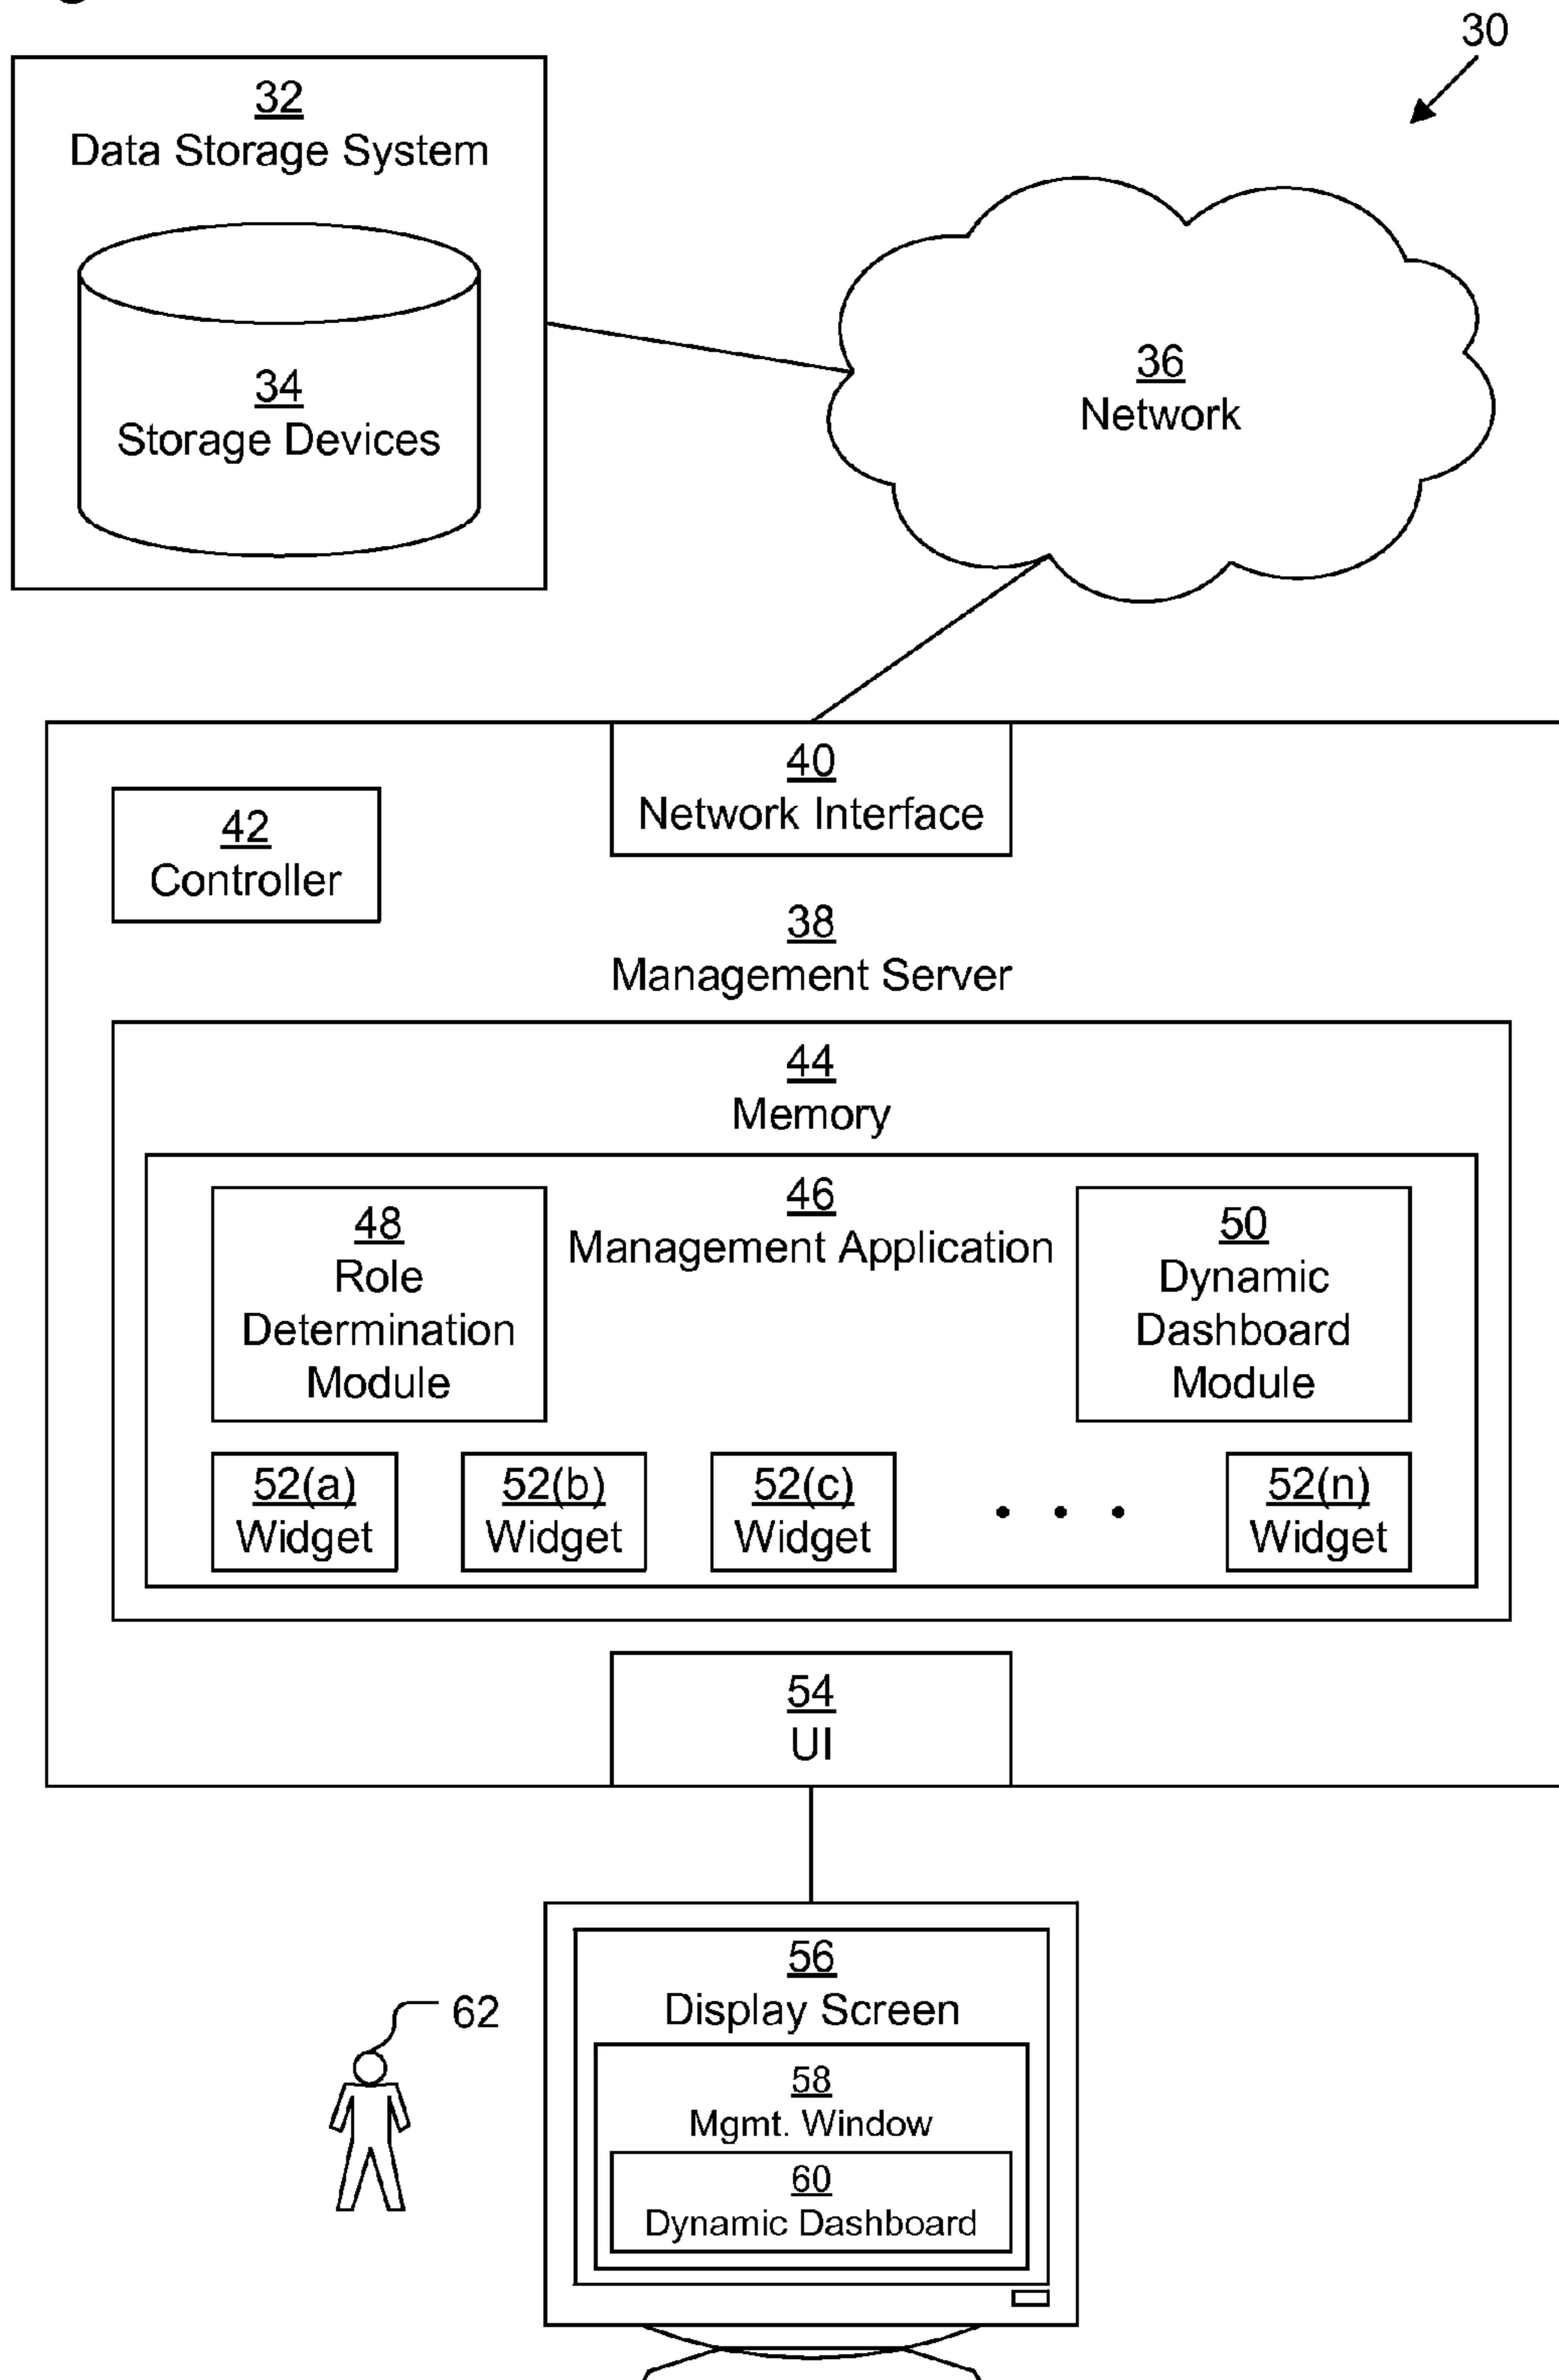 30
32
Data Storage System
34
Storage Devices
36
Network
40
Network Interface
42
Controller
38
Management Server
44
Memory
46
Management Application
48
Role
Determination
Module
50
Dynamic
Dashboard
Module
52(a)
Widget
52(b)
Widget
52(c)
Widget
• • •
52(n)
Widget
54
UI
56
Display Screen
58
Mgmt. Window
60
Dynamic Dashboard
62